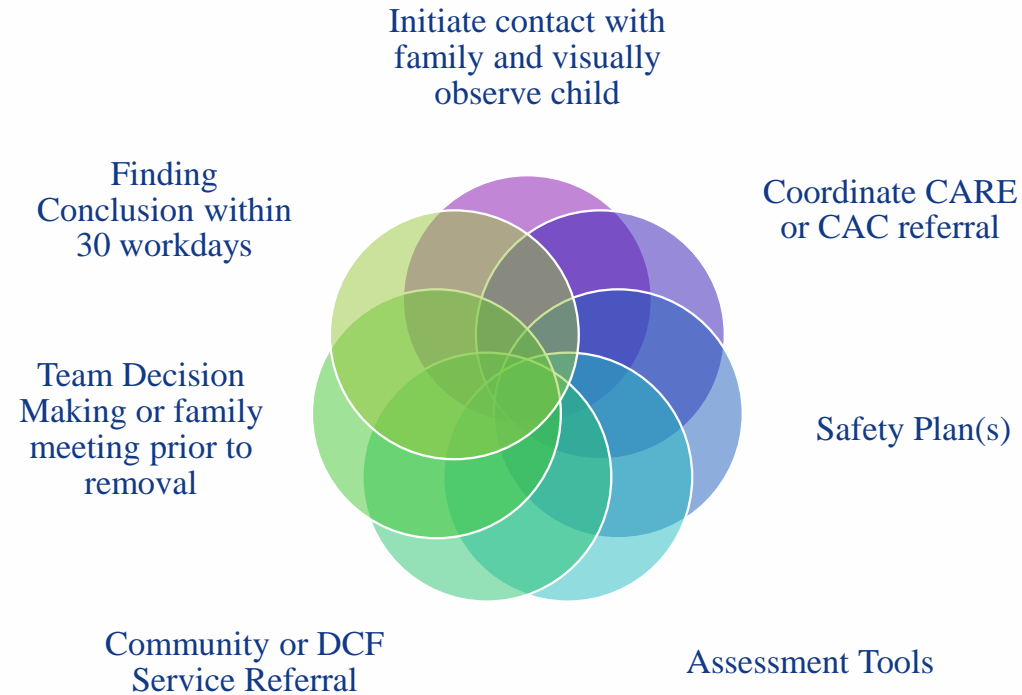 Initiate contact with
family and visually
observe child
Coordinate CARE
or CAC referral
Safety Plan(s)
Assessment Tools
Community or DCF
Service Referral
Team Decision
Making or family
meeting prior to
removal
Finding
Conclusion within
30 workdays